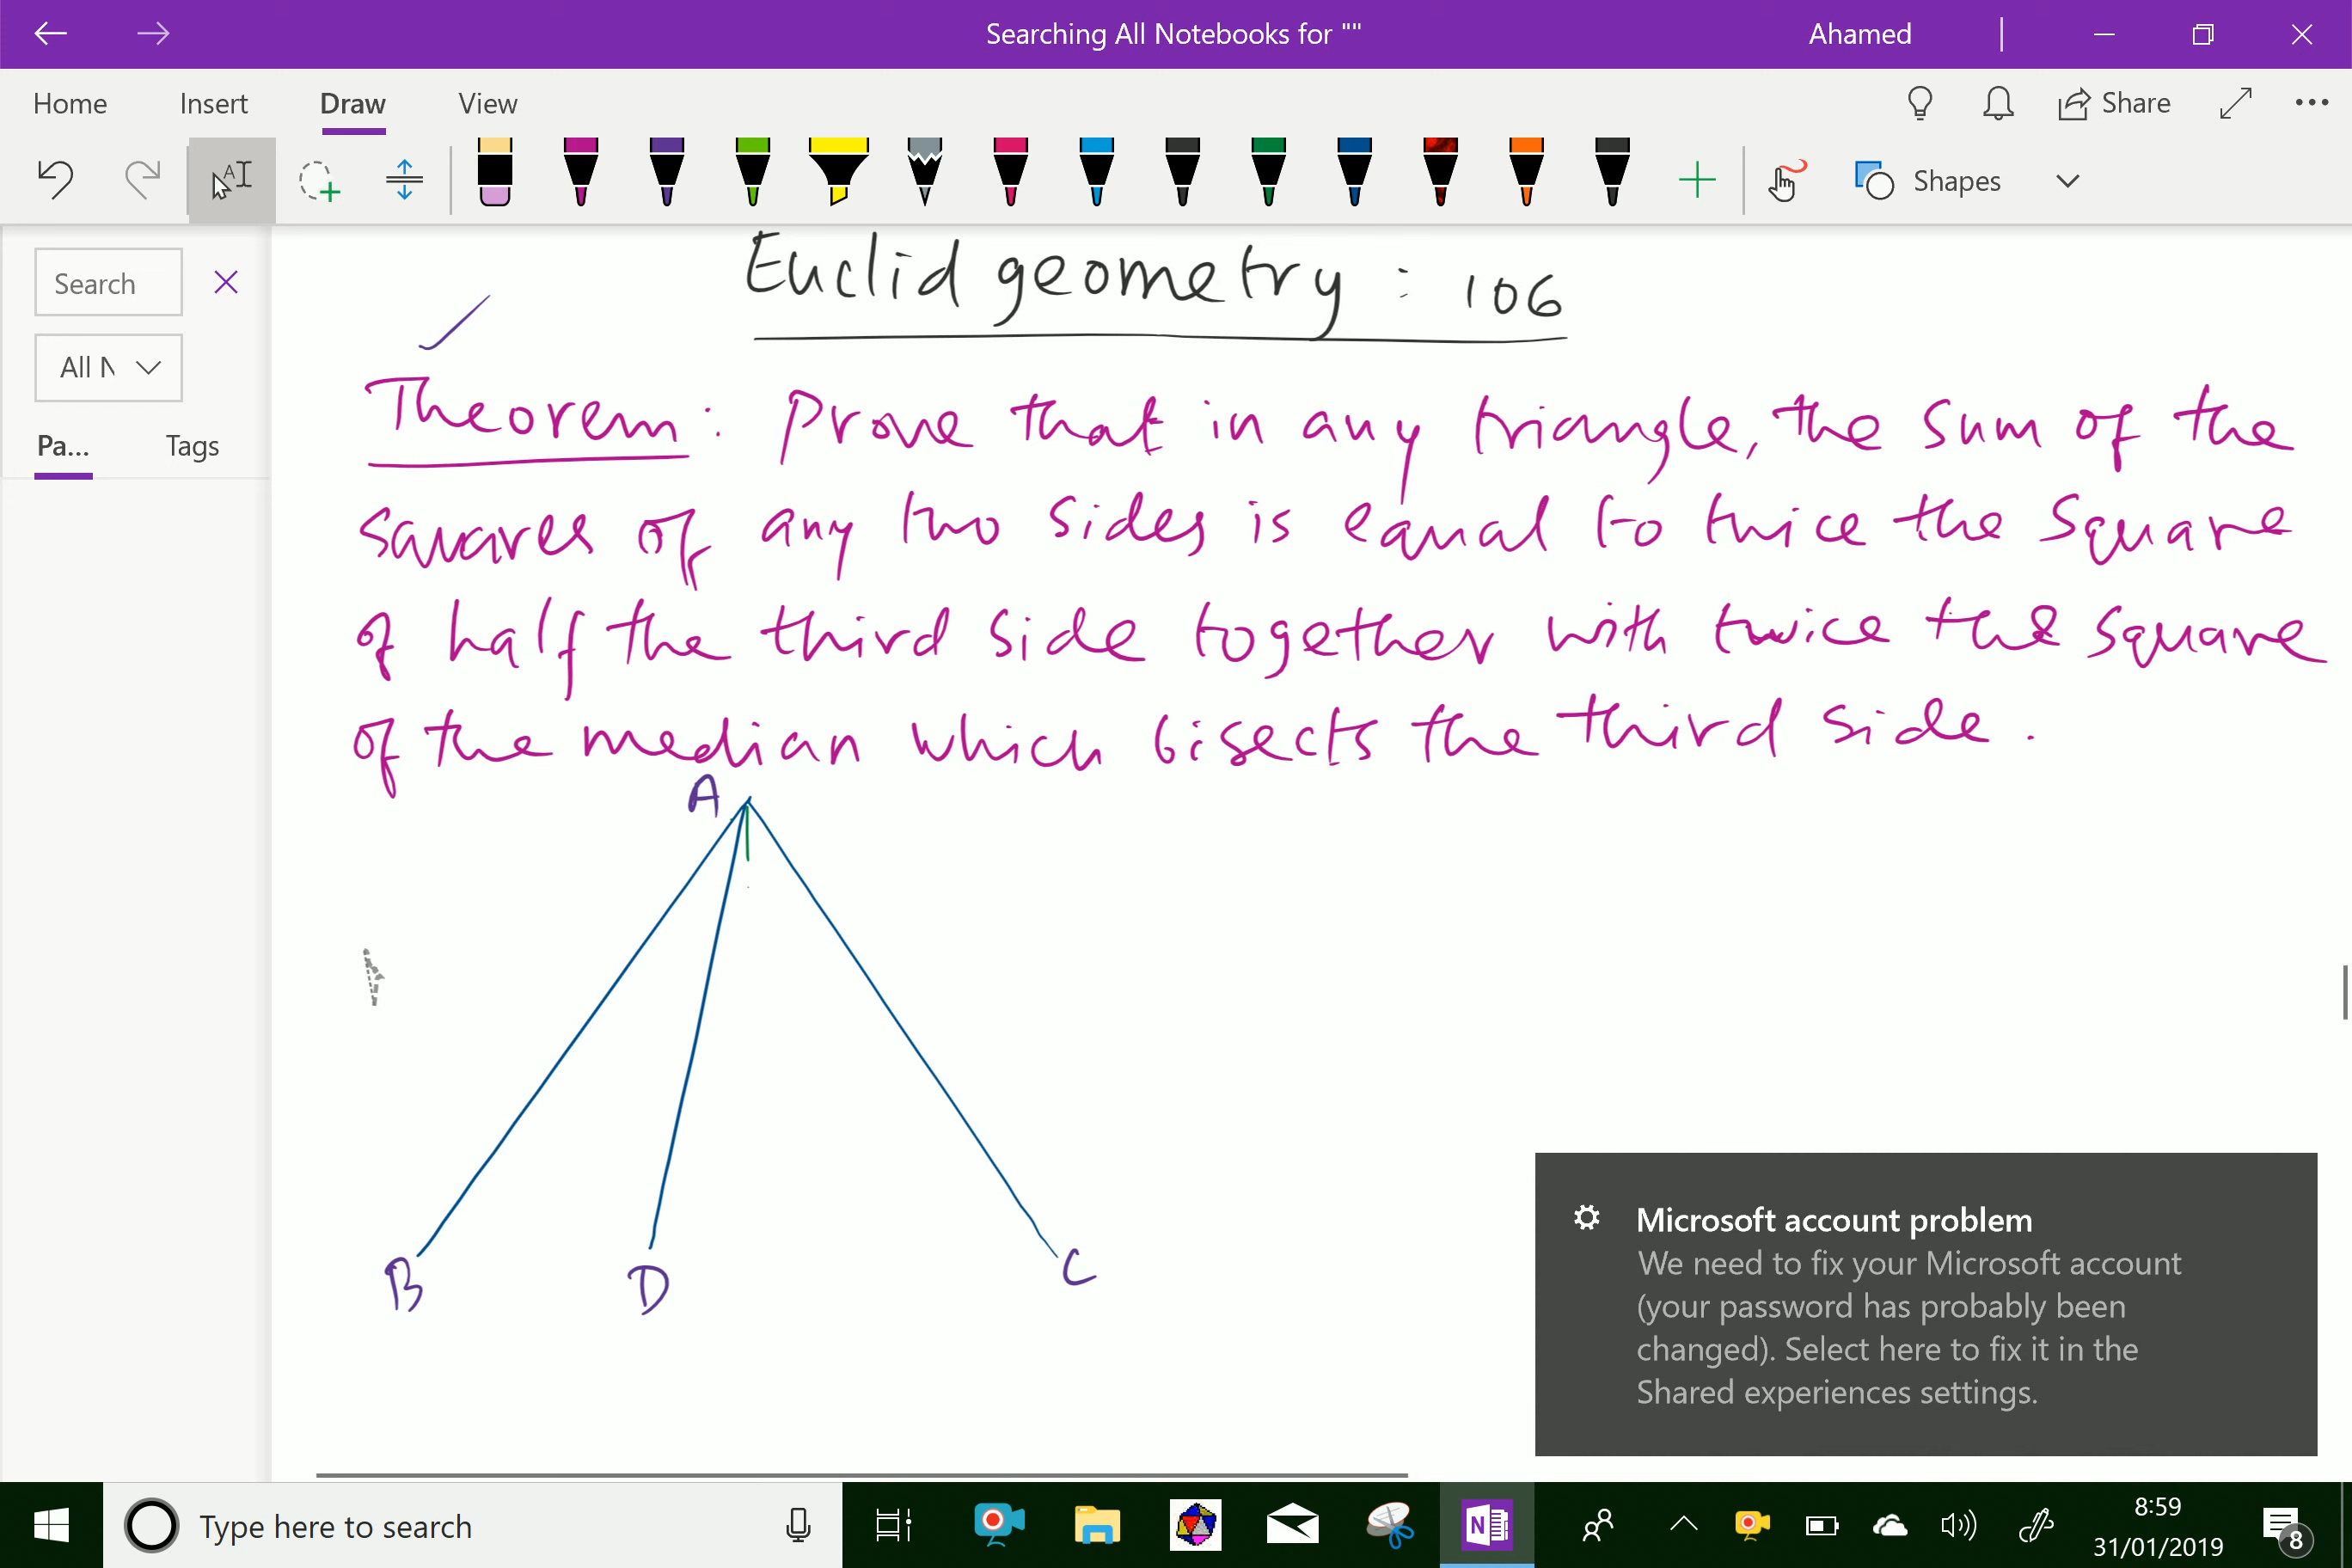 Searching All Notebooks for ""
Ahamed
Home Insert Draw View
Share
Shapes
Search
All N
Pa... Tags
Euclid geometry : 106
Theorem: Prove that in any triangle, the sum of the
squares of any two sides is equal to twice the square
of half the third side together with twice the square
of the median which bisects the third side.
A
B D C
Microsoft account problem
We need to fix your Microsoft account
(your password has probably been
changed). Select here to fix it in the
Shared experiences settings.
Type here to search
N
8:59
31/01/2019
8